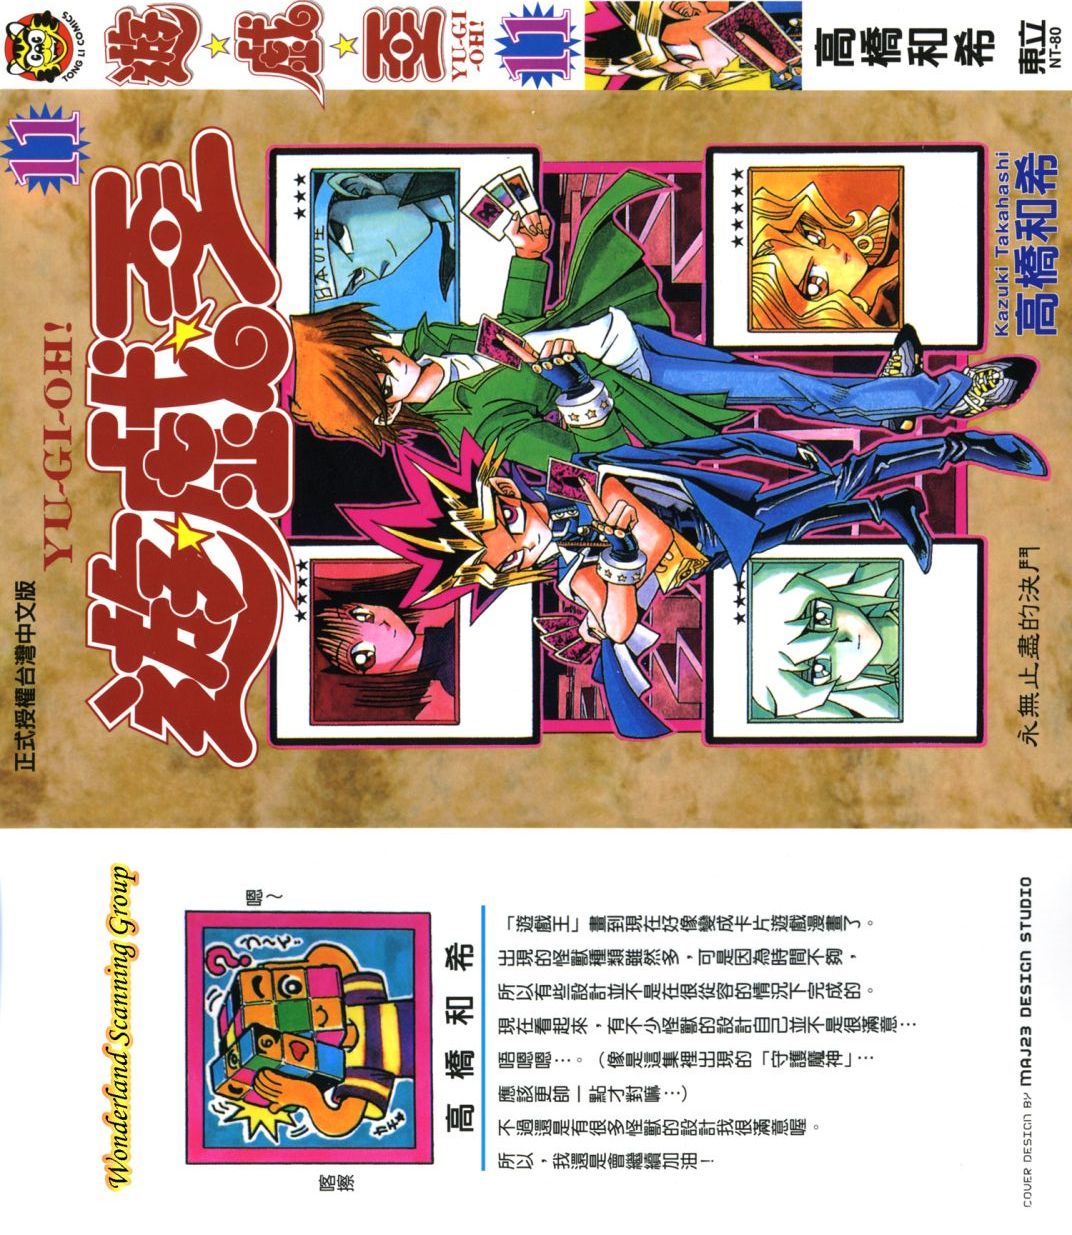 TONG LI COMICS
遊☆戲☆王
YU-GI-OH!
11
高橋和希
東立
NT-80
11
正式授權台灣中文版
YU-GI-OH!
遊戲王
Kazuki Takahashi
高橋和希
永無止盡的決鬥
Wonderland Scanning Group
嗯~
喀擦
高橋和希
「遊戲王」畫到現在好像變成卡片遊戲漫畫了。
出現的怪獸種類雖然多，可是因為時間不夠，
所以有些設計並不是在很從容的情況下完成的。
現在看起來，有不少怪獸的設計自己並不是很滿意…
唔嗯嗯…。（像是這集裡出現的「守護魔神」…
應該更帥一點才對嘛…）
不過還是有很多怪獸的設計我很滿意喔。
所以，我還是會繼續加油！
COVER DESIGN BY MAJ23 DESIGN STUDIO